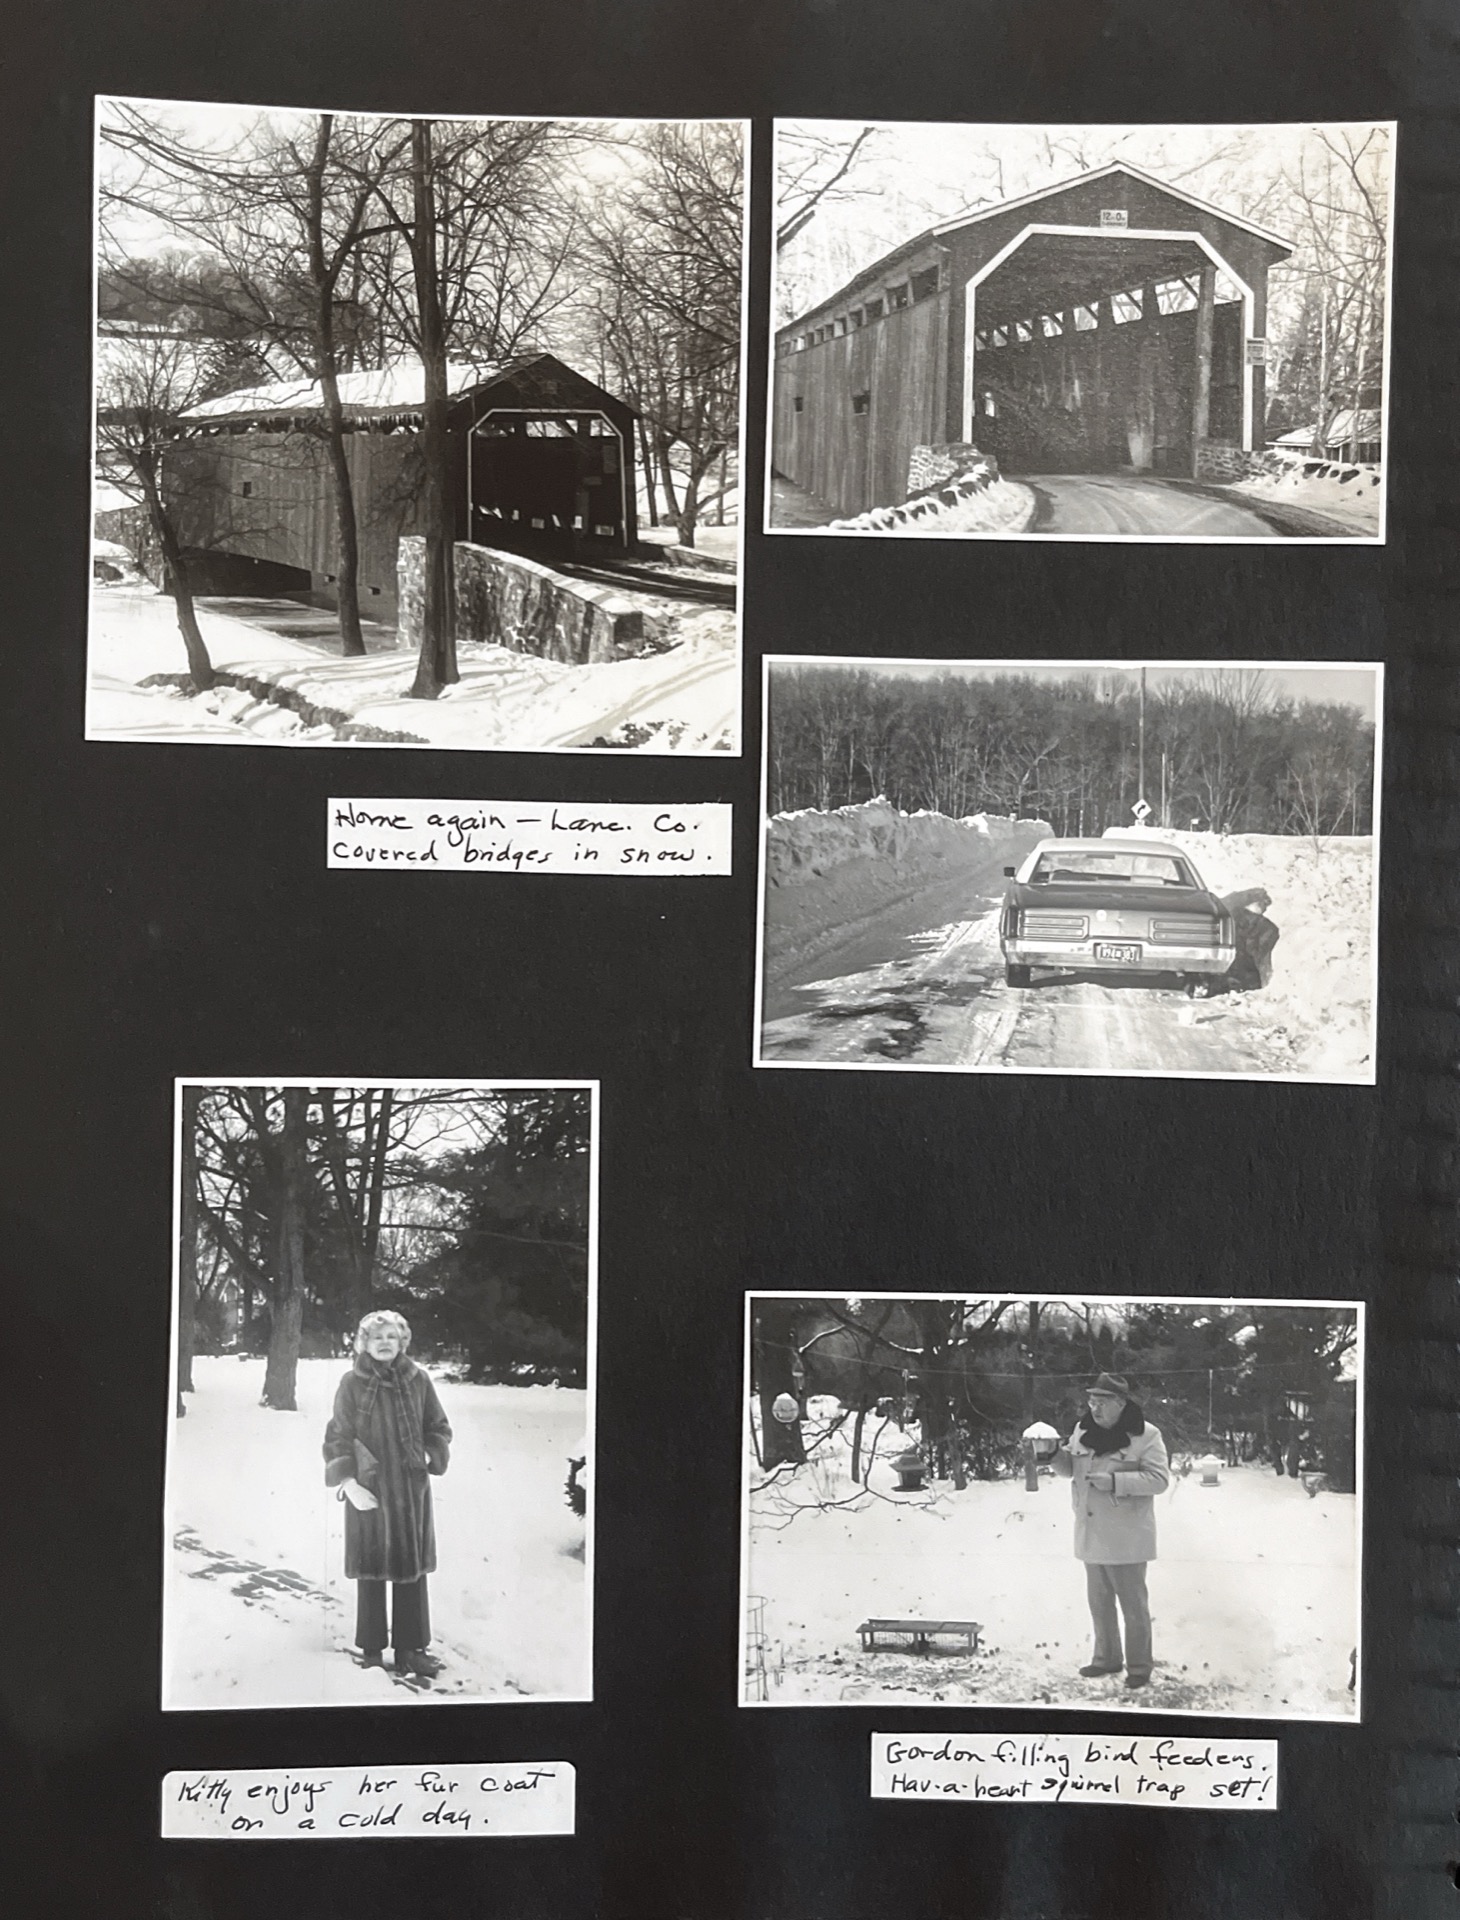 Home again – Lanc. Co.
covered bridges in snow.
Kitty enjoys her fur coat
on a cold day.
Gordon filling bird feeders.
Hav-a-heart squirrel trap set!